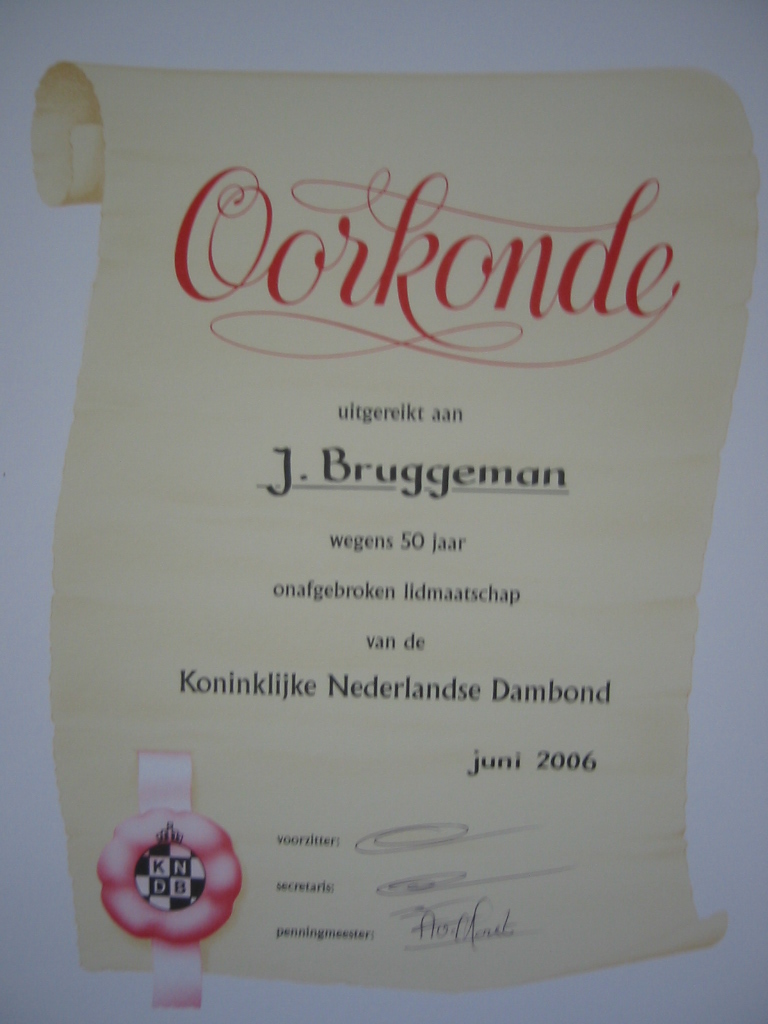 Oorkonde
uitgereikt aan
J. Bruggeman
wegens 50 jaar
onafgebroken lidmaatschap
van de
Koninklijke Nederlandse Dambond
juni 2006
voorzitter:
secretaris:
penningmeester:
K N
D B